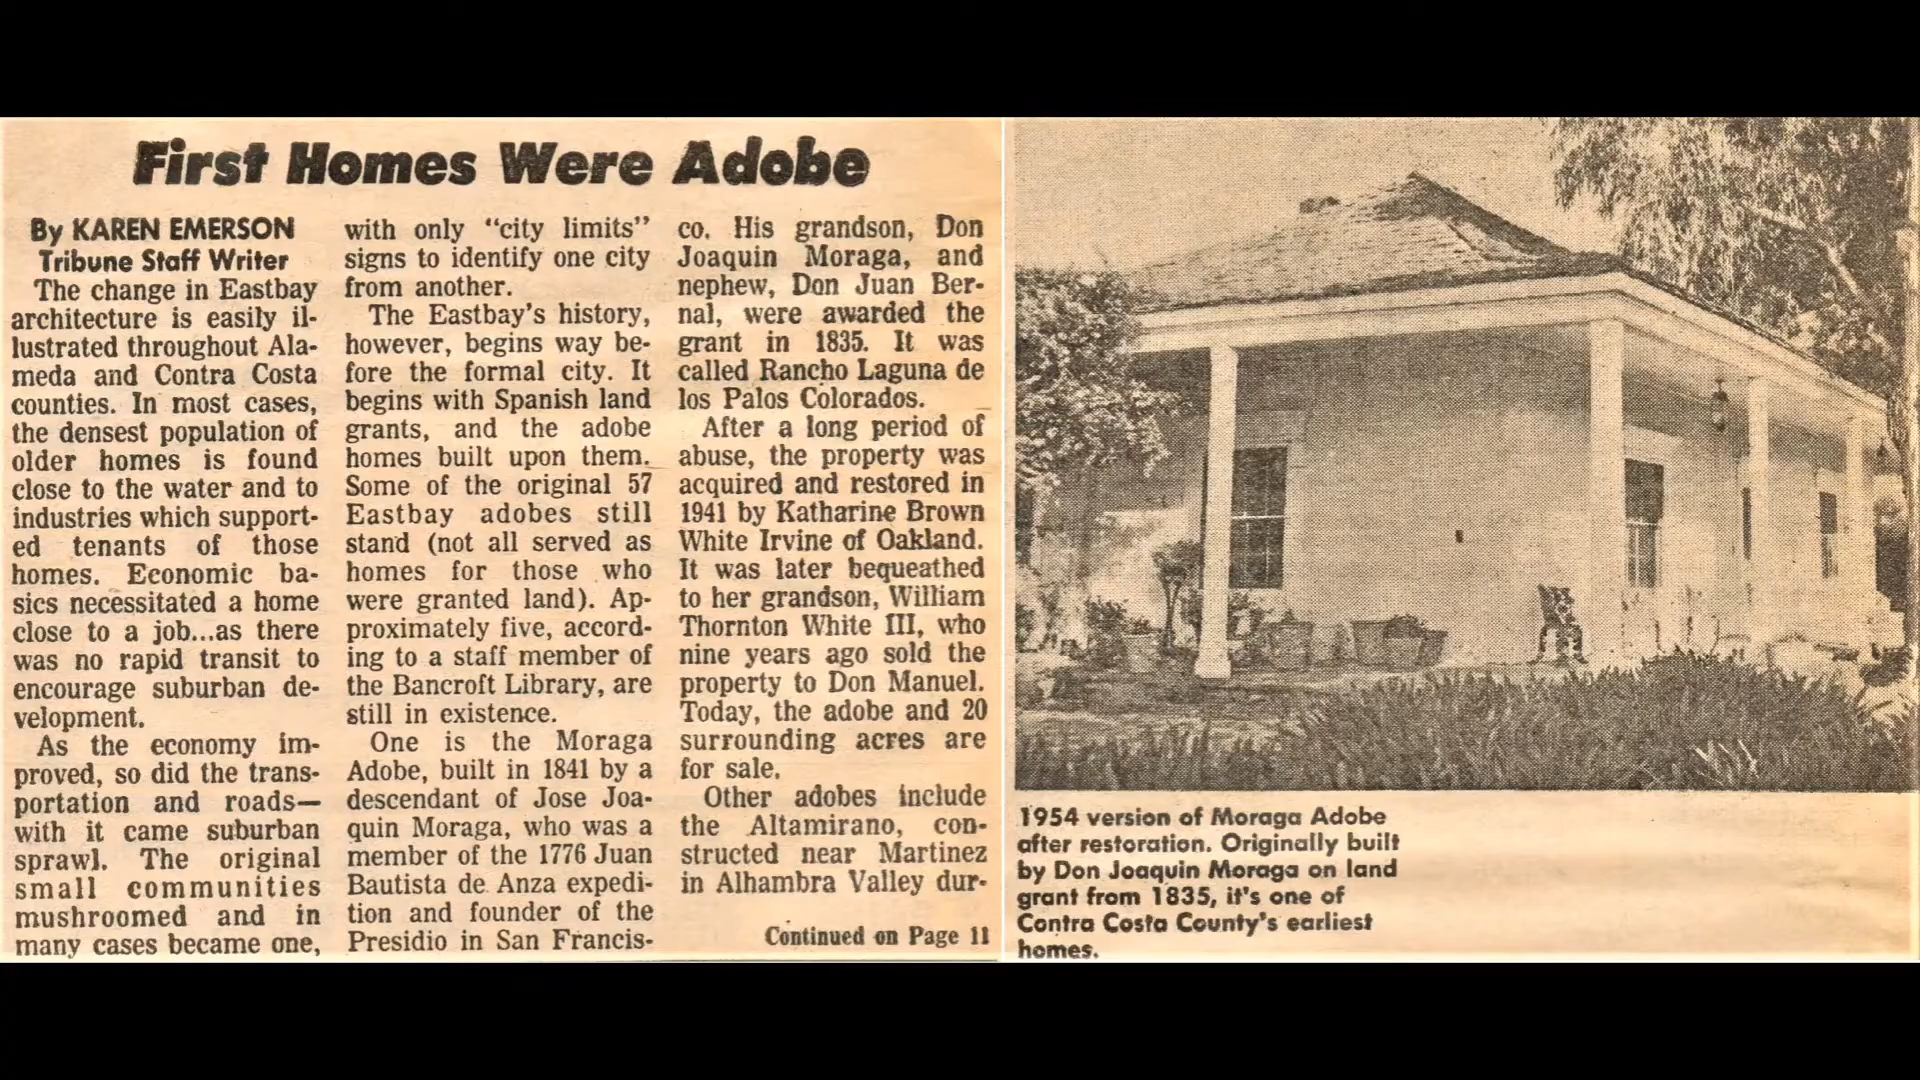 First Homes Were Adobe
By KAREN EMERSON
Tribune Staff Writer
The change in Eastbay
architecture is easily il-
lustrated throughout Ala-
meda and Contra Costa
counties. In most cases,
the densest population of
older homes is found
close to the water and to
industries which support-
ed tenants of those
homes. Economic ba-
sics necessitated a home
close to a job...as there
was no rapid transit to
encourage suburban de-
velopment.
As the economy im-
proved, so did the trans-
portation and roads—
with it came suburban
sprawl. The original
small communities
mushroomed and in
many cases became one,
with only "city limits"
signs to identify one city
from another.
The Eastbay's history,
however, begins way be-
fore the formal city. It
begins with Spanish land
grants, and the adobe
homes built upon them.
Some of the original 57
Eastbay adobes still
stand (not all served as
homes for those who
were granted land). Ap-
proximately five, accord-
ing to a staff member of
the Bancroft Library, are
still in existence.
One is the Moraga
Adobe, built in 1841 by a
descendant of Jose Joa-
quin Moraga, who was a
member of the 1776 Juan
Bautista de Anza expedi-
tion and founder of the
Presidio in San Francis-
co. His grandson, Don
Joaquin Moraga, and
nephew, Don Juan Ber-
nal, were awarded the
grant in 1835. It was
called Rancho Laguna de
los Palos Colorados.
After a long period of
abuse, the property was
acquired and restored in
1941 by Katharine Brown
White Irvine of Oakland.
It was later bequeathed
to her grandson, William
Thornton White III, who
nine years ago sold the
property to Don Manuel.
Today, the adobe and 20
surrounding acres are
for sale.
Other adobes include
the Altamirano, con-
structed near Martinez
in Alhambra Valley dur-
Continued on Page 11
1954 version of Moraga Adobe
after restoration. Originally built
by Don Joaquin Moraga on land
grant from 1835, it's one of
Contra Costa County's earliest
homes.